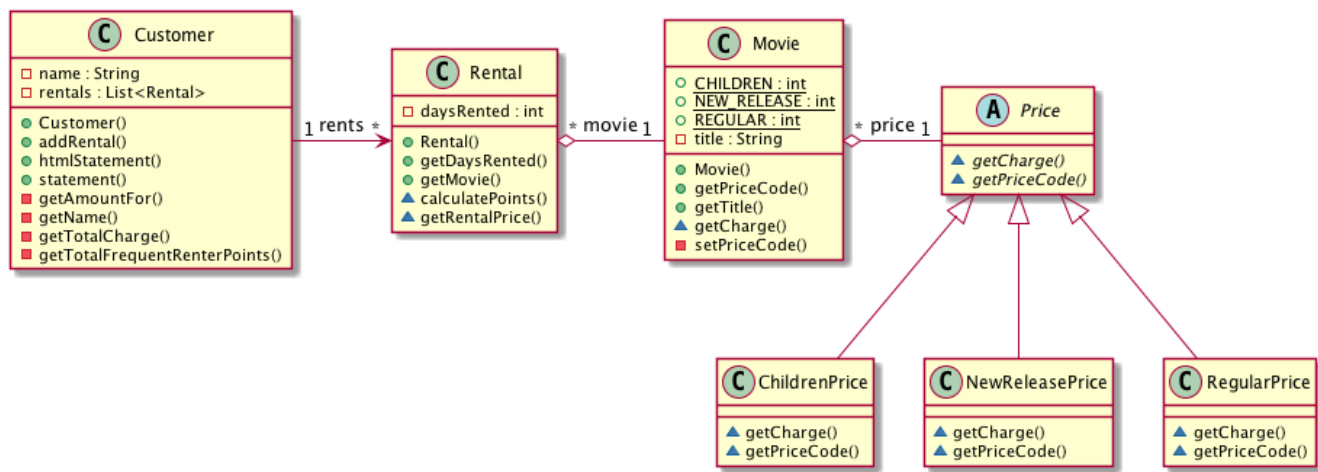 C Customer
name : String
rentals : List<Rental>
Customer()
addRental()
htmlStatement()
statement()
getAmountFor()
getName()
getTotalCharge()
getTotalFrequentRenterPoints()
1 rents *
C Rental
daysRented : int
Rental()
getDaysRented()
getMovie()
calculatePoints()
getRentalPrice()
* movie 1
C Movie
CHILDREN : int
NEW_RELEASE : int
REGULAR : int
title : String
Movie()
getPriceCode()
getTitle()
getCharge()
setPriceCode()
* price 1
A Price
getCharge()
getPriceCode()
C ChildrenPrice
getCharge()
getPriceCode()
C NewReleasePrice
getCharge()
getPriceCode()
C RegularPrice
getCharge()
getPriceCode()